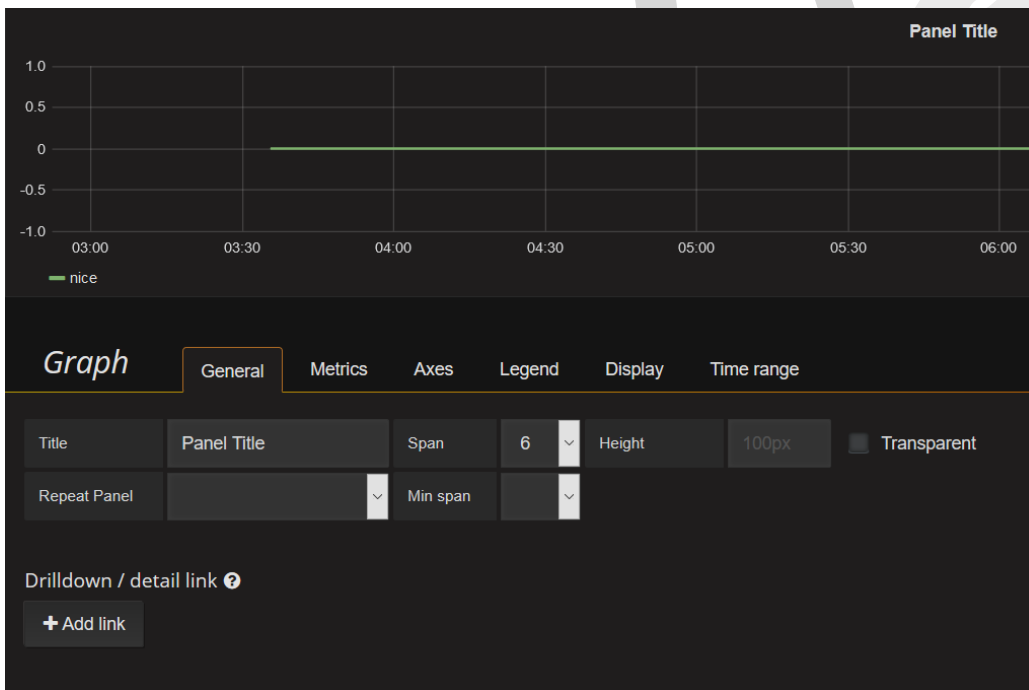 Panel Title
1.0
0.5
0
-0.5
-1.0
03:00 03:30 04:00 04:30 05:00 05:30 06:00
nice
Graph General Metrics Axes Legend Display Time range
Title Panel Title Span 6 Height 100px Transparent
Repeat Panel Min span
Drilldown / detail link ?
+ Add link